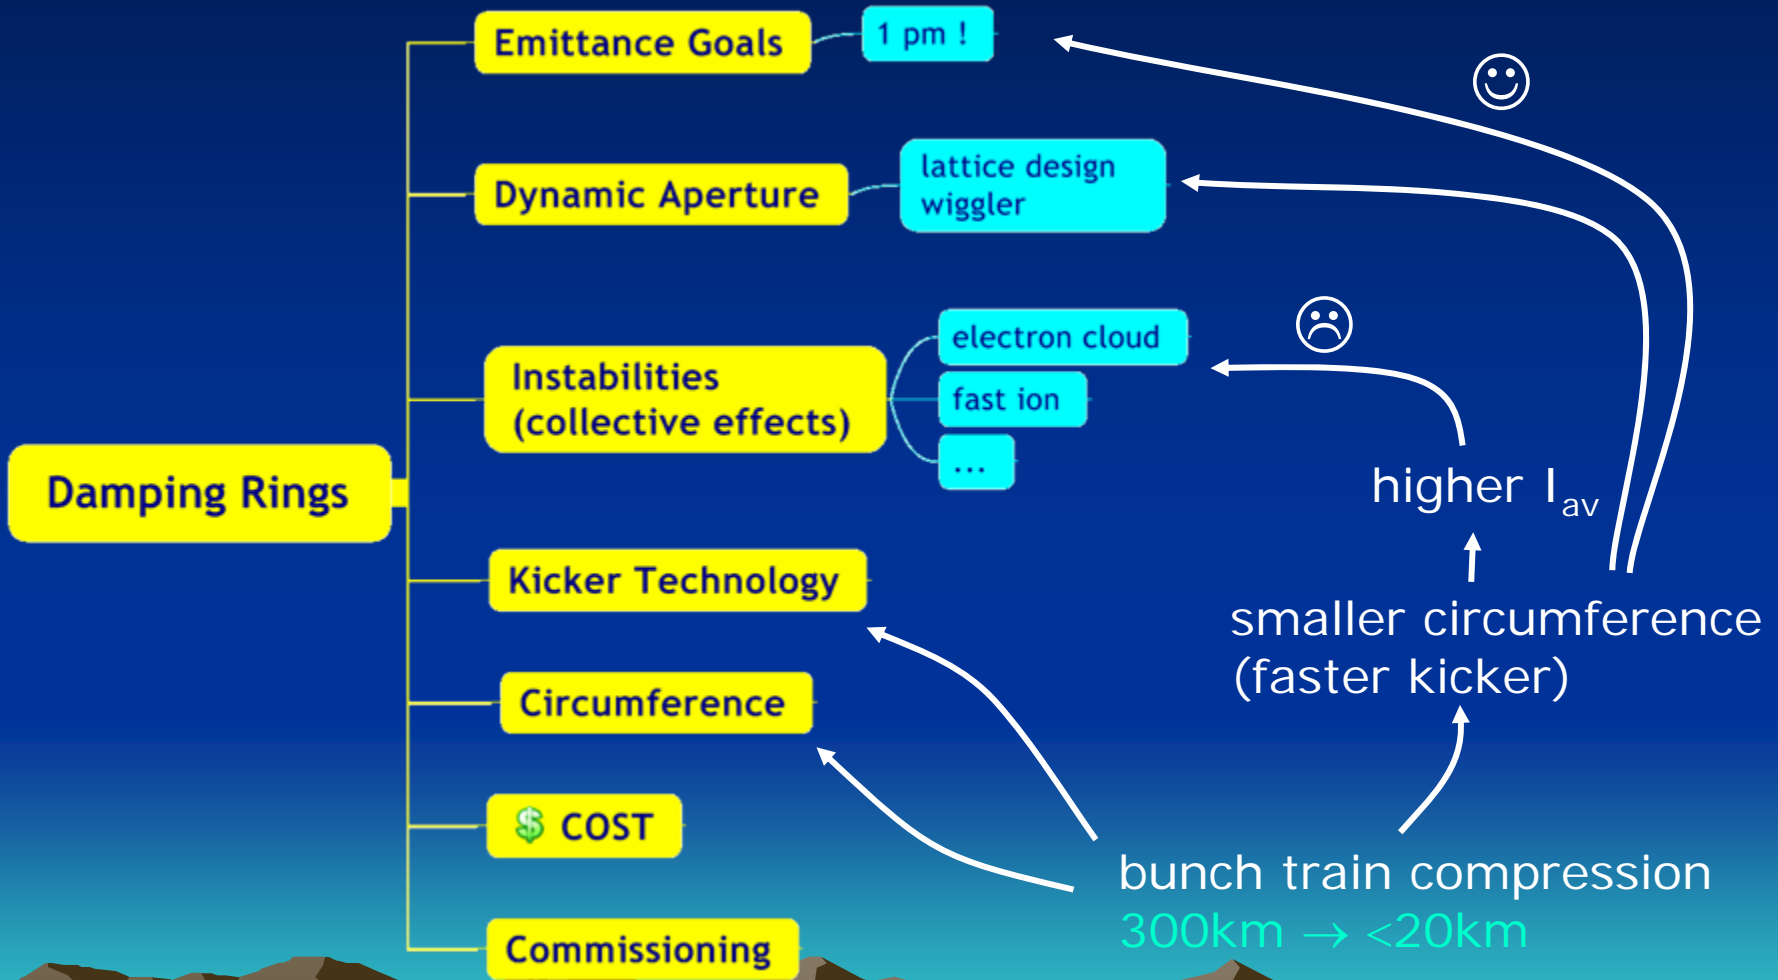 Emittance Goals
1 pm !
Dynamic Aperture
lattice design
wiggler
Instabilities
(collective effects)
electron cloud
fast ion
...
Damping Rings
higher I_av
Kicker Technology
smaller circumference
(faster kicker)
Circumference
$ COST
bunch train compression
300km → <20km
Commissioning